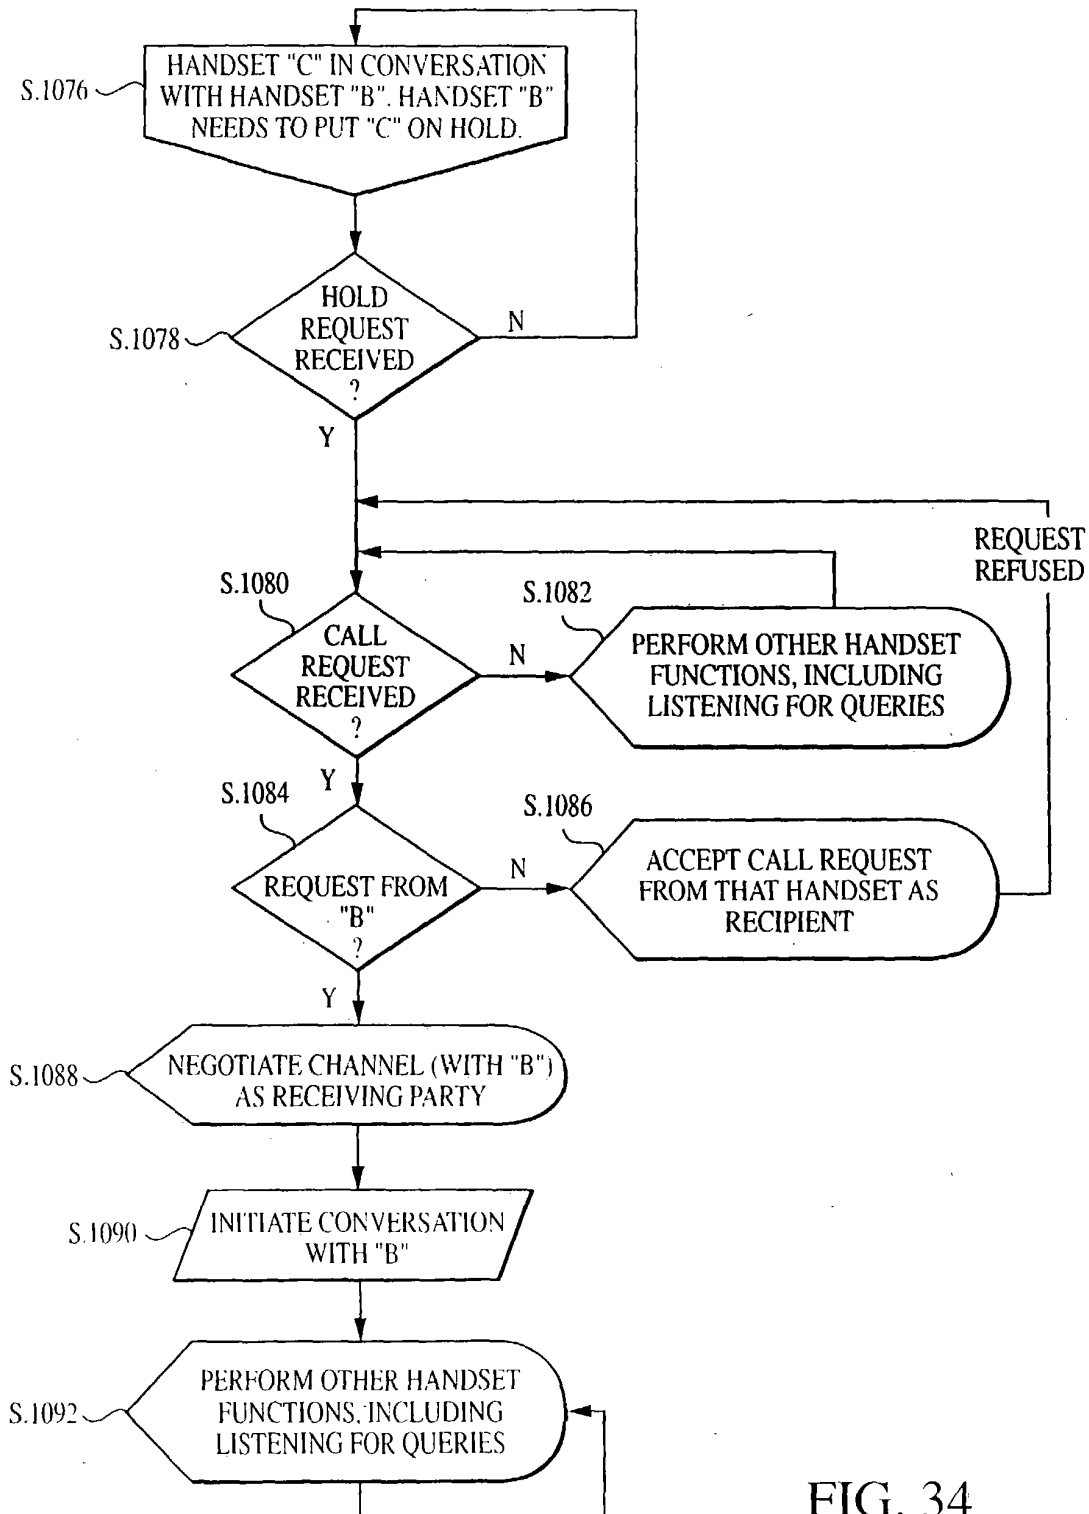 S.1076
HANDSET "C" IN CONVERSATION
WITH HANDSET "B". HANDSET "B"
NEEDS TO PUT "C" ON HOLD.
S.1078
HOLD
REQUEST
RECEIVED
?
N
Y
REQUEST
REFUSED
S.1080
CALL
REQUEST
RECEIVED
?
N
Y
S.1082
PERFORM OTHER HANDSET
FUNCTIONS, INCLUDING
LISTENING FOR QUERIES
S.1084
REQUEST FROM
"B"
?
N
Y
S.1086
ACCEPT CALL REQUEST
FROM THAT HANDSET AS
RECIPIENT
S.1088
NEGOTIATE CHANNEL (WITH "B")
AS RECEIVING PARTY
S.1090
INITIATE CONVERSATION
WITH "B"
S.1092
PERFORM OTHER HANDSET
FUNCTIONS, INCLUDING
LISTENING FOR QUERIES
FIG. 34